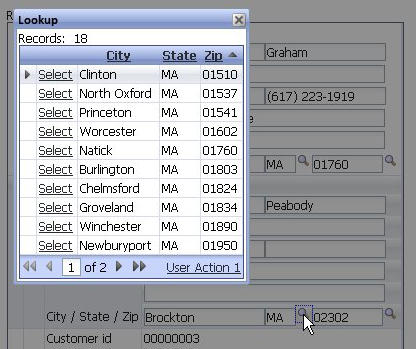 Lookup
Records: 18
City State Zip
Select Clinton MA 01510
Select North Oxford MA 01537
Select Princeton MA 01541
Select Worcester MA 01602
Select Natick MA 01760
Select Burlington MA 01803
Select Chelmsford MA 01824
Select Groveland MA 01834
Select Winchester MA 01890
Select Newburyport MA 01950
1 of 2 User Action 1
Graham
(617) 223-1919
MA 01760
Peabody
City / State / Zip Brockton MA 02302
Customer id 00000003